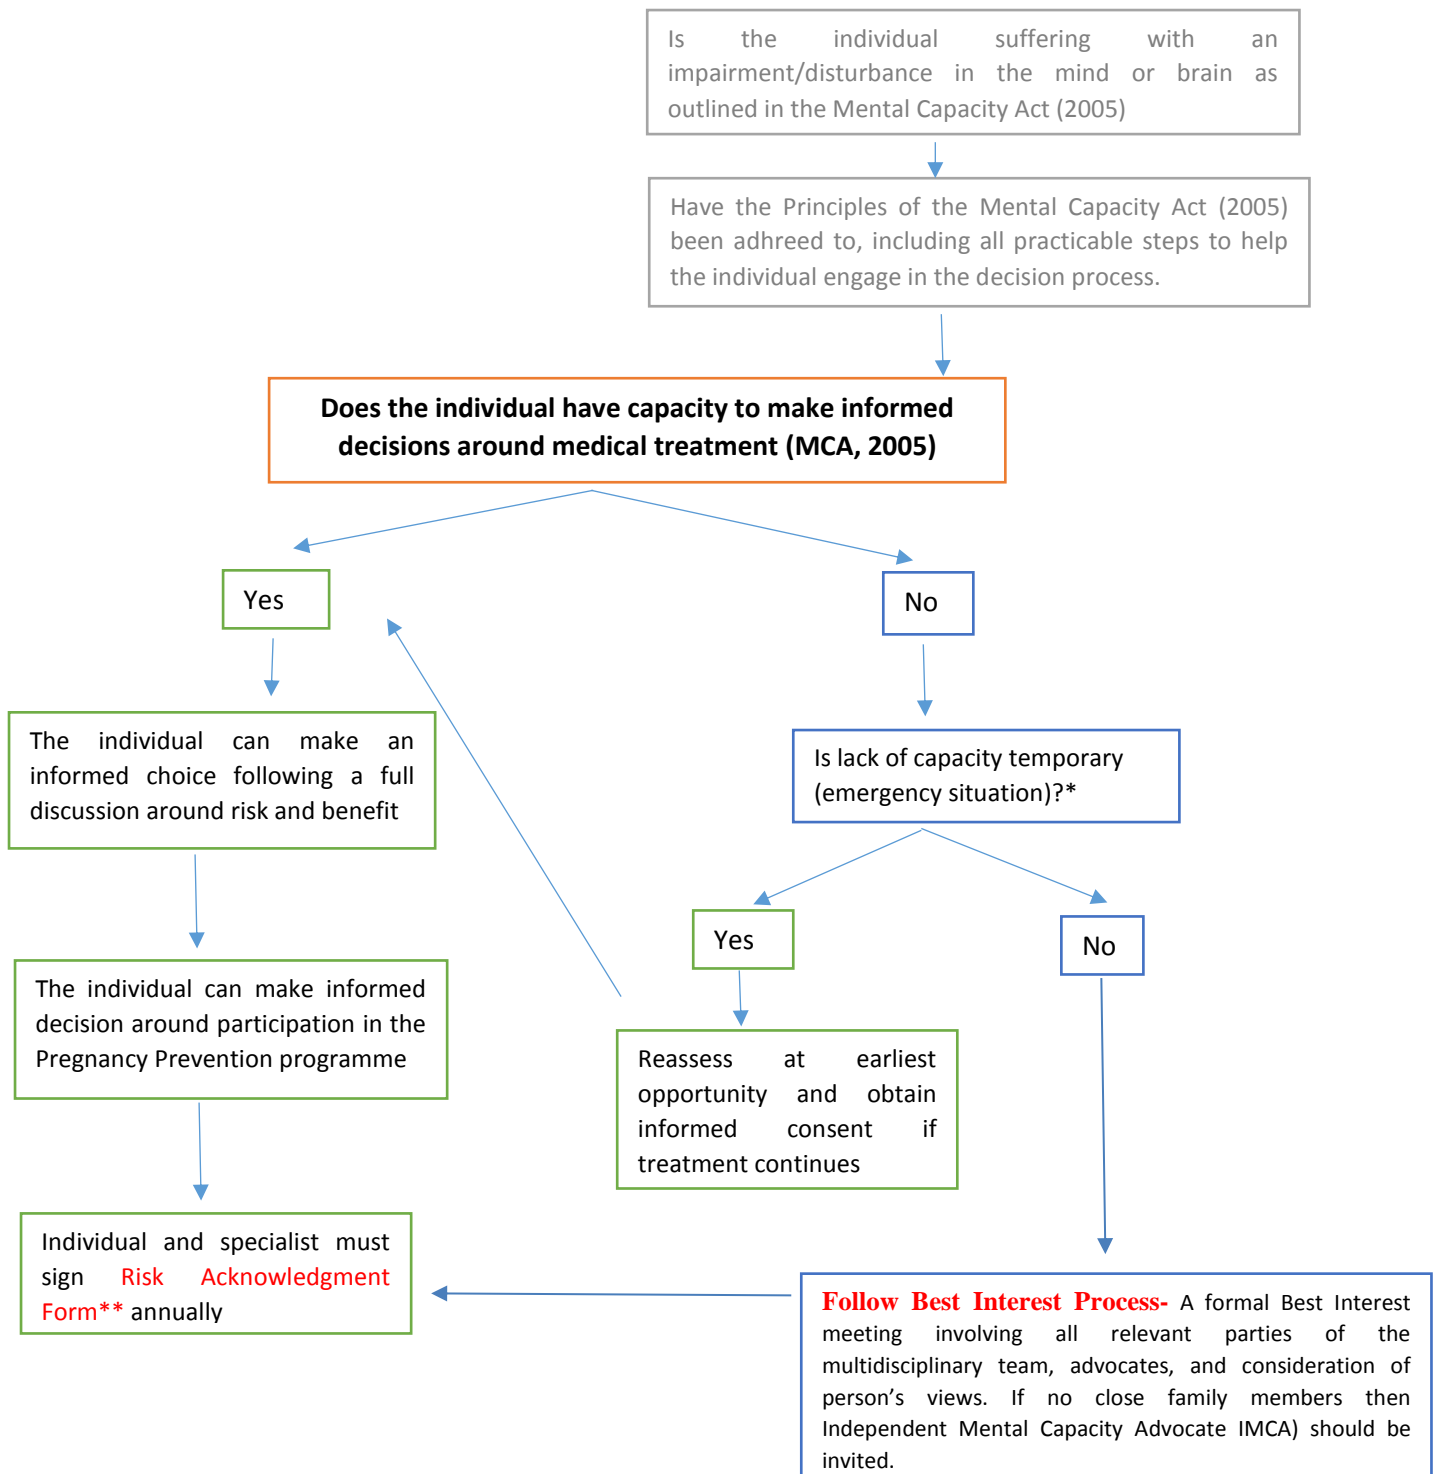 Is the individual suffering with an
impairment/disturbance in the mind or brain as
outlined in the Mental Capacity Act (2005)
Have the Principles of the Mental Capacity Act (2005)
been adhreed to, including all practicable steps to help
the individual engage in the decision process.
Does the individual have capacity to make informed
decisions around medical treatment (MCA, 2005)
Yes
No
The individual can make an
informed choice following a full
discussion around risk and benefit
Is lack of capacity temporary
(emergency situation)?*
Yes
No
The individual can make informed
decision around participation in the
Pregnancy Prevention programme
Reassess at earliest
opportunity and obtain
informed consent if
treatment continues
Individual and specialist must
sign Risk Acknowledgment
Form** annually
Follow Best Interest Process- A formal Best Interest
meeting involving all relevant parties of the
multidisciplinary team, advocates, and consideration of
person’s views. If no close family members then
Independent Mental Capacity Advocate IMCA) should be
invited.